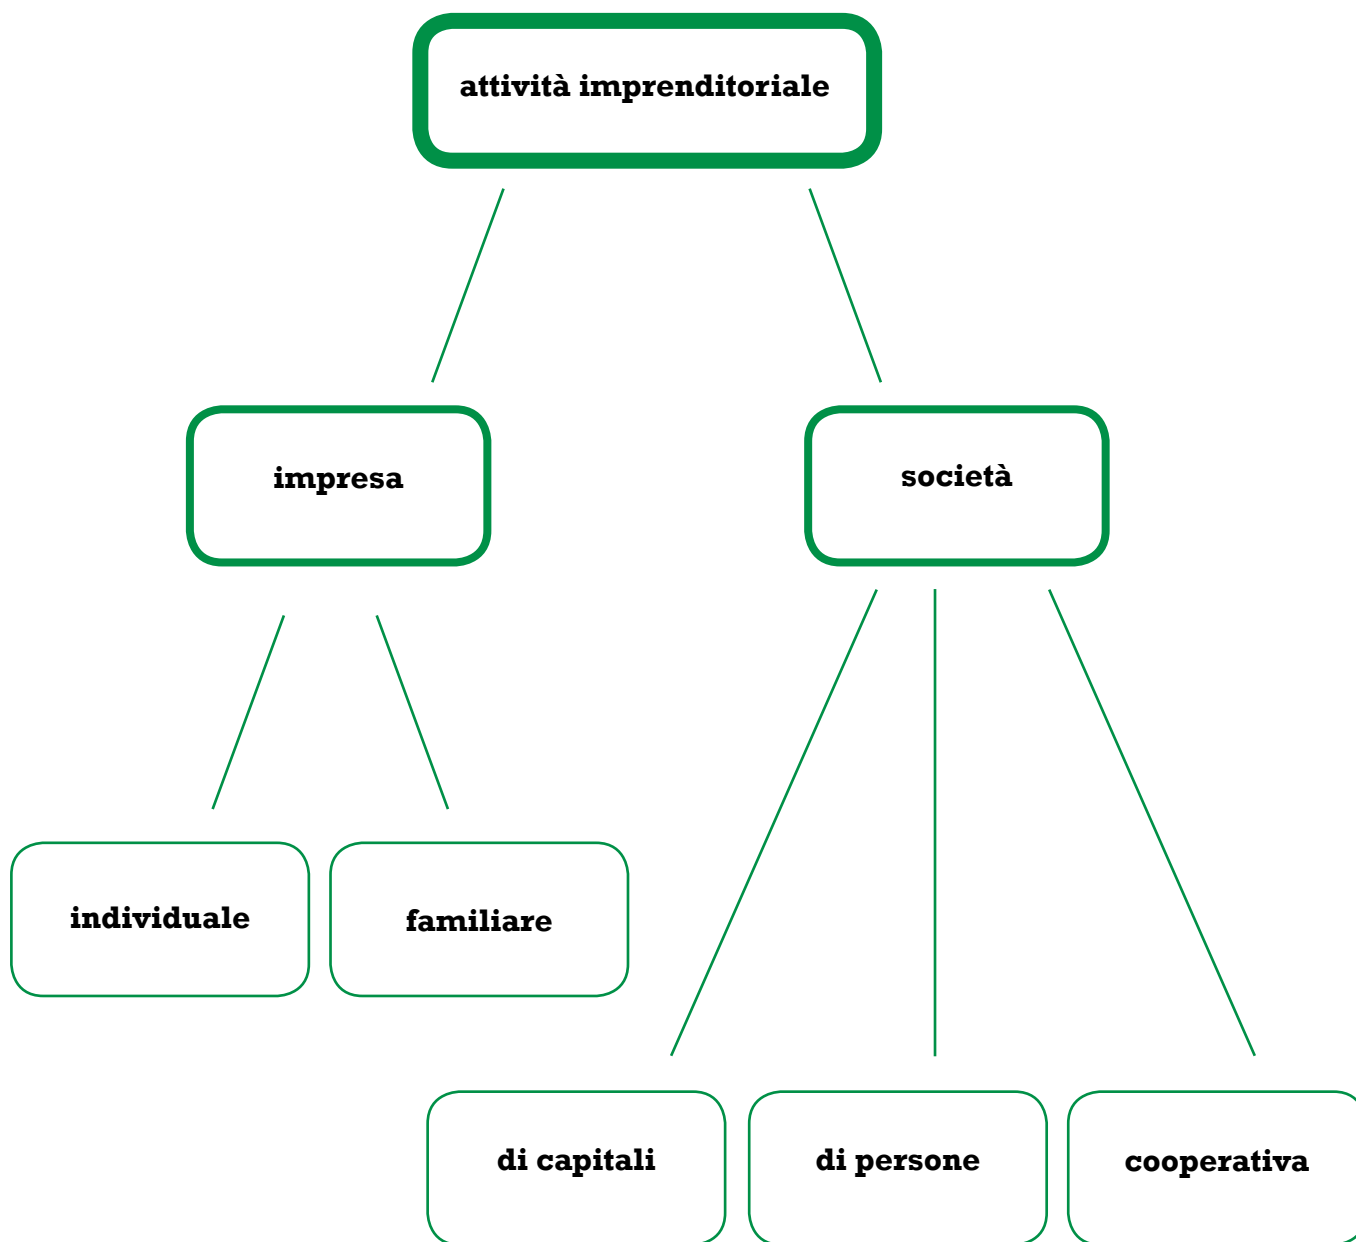 attività imprenditoriale
impresa
società
individuale
familiare
di capitali
di persone
cooperativa